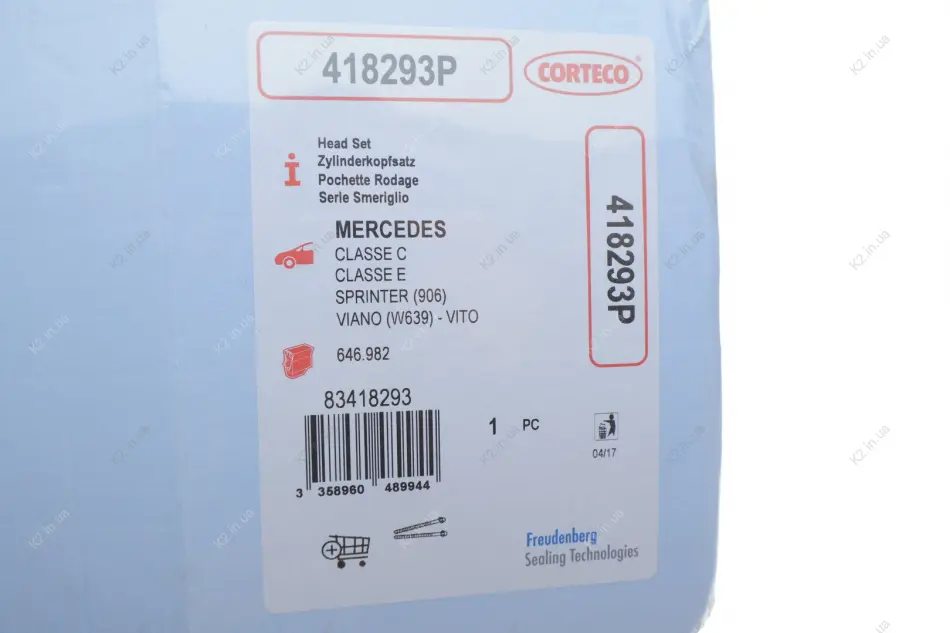 418293P
CORTECO
Head Set
Zylinderkopfsatz
Pochette Rodage
Serie Smeriglio
418293P
MERCEDES
CLASSE C
CLASSE E
SPRINTER (906)
VIANO (W639) - VITO
646.982
83418293
1 PC
04/17
3 358960 489944
Freudenberg
Sealing Technologies
K2.in.ua